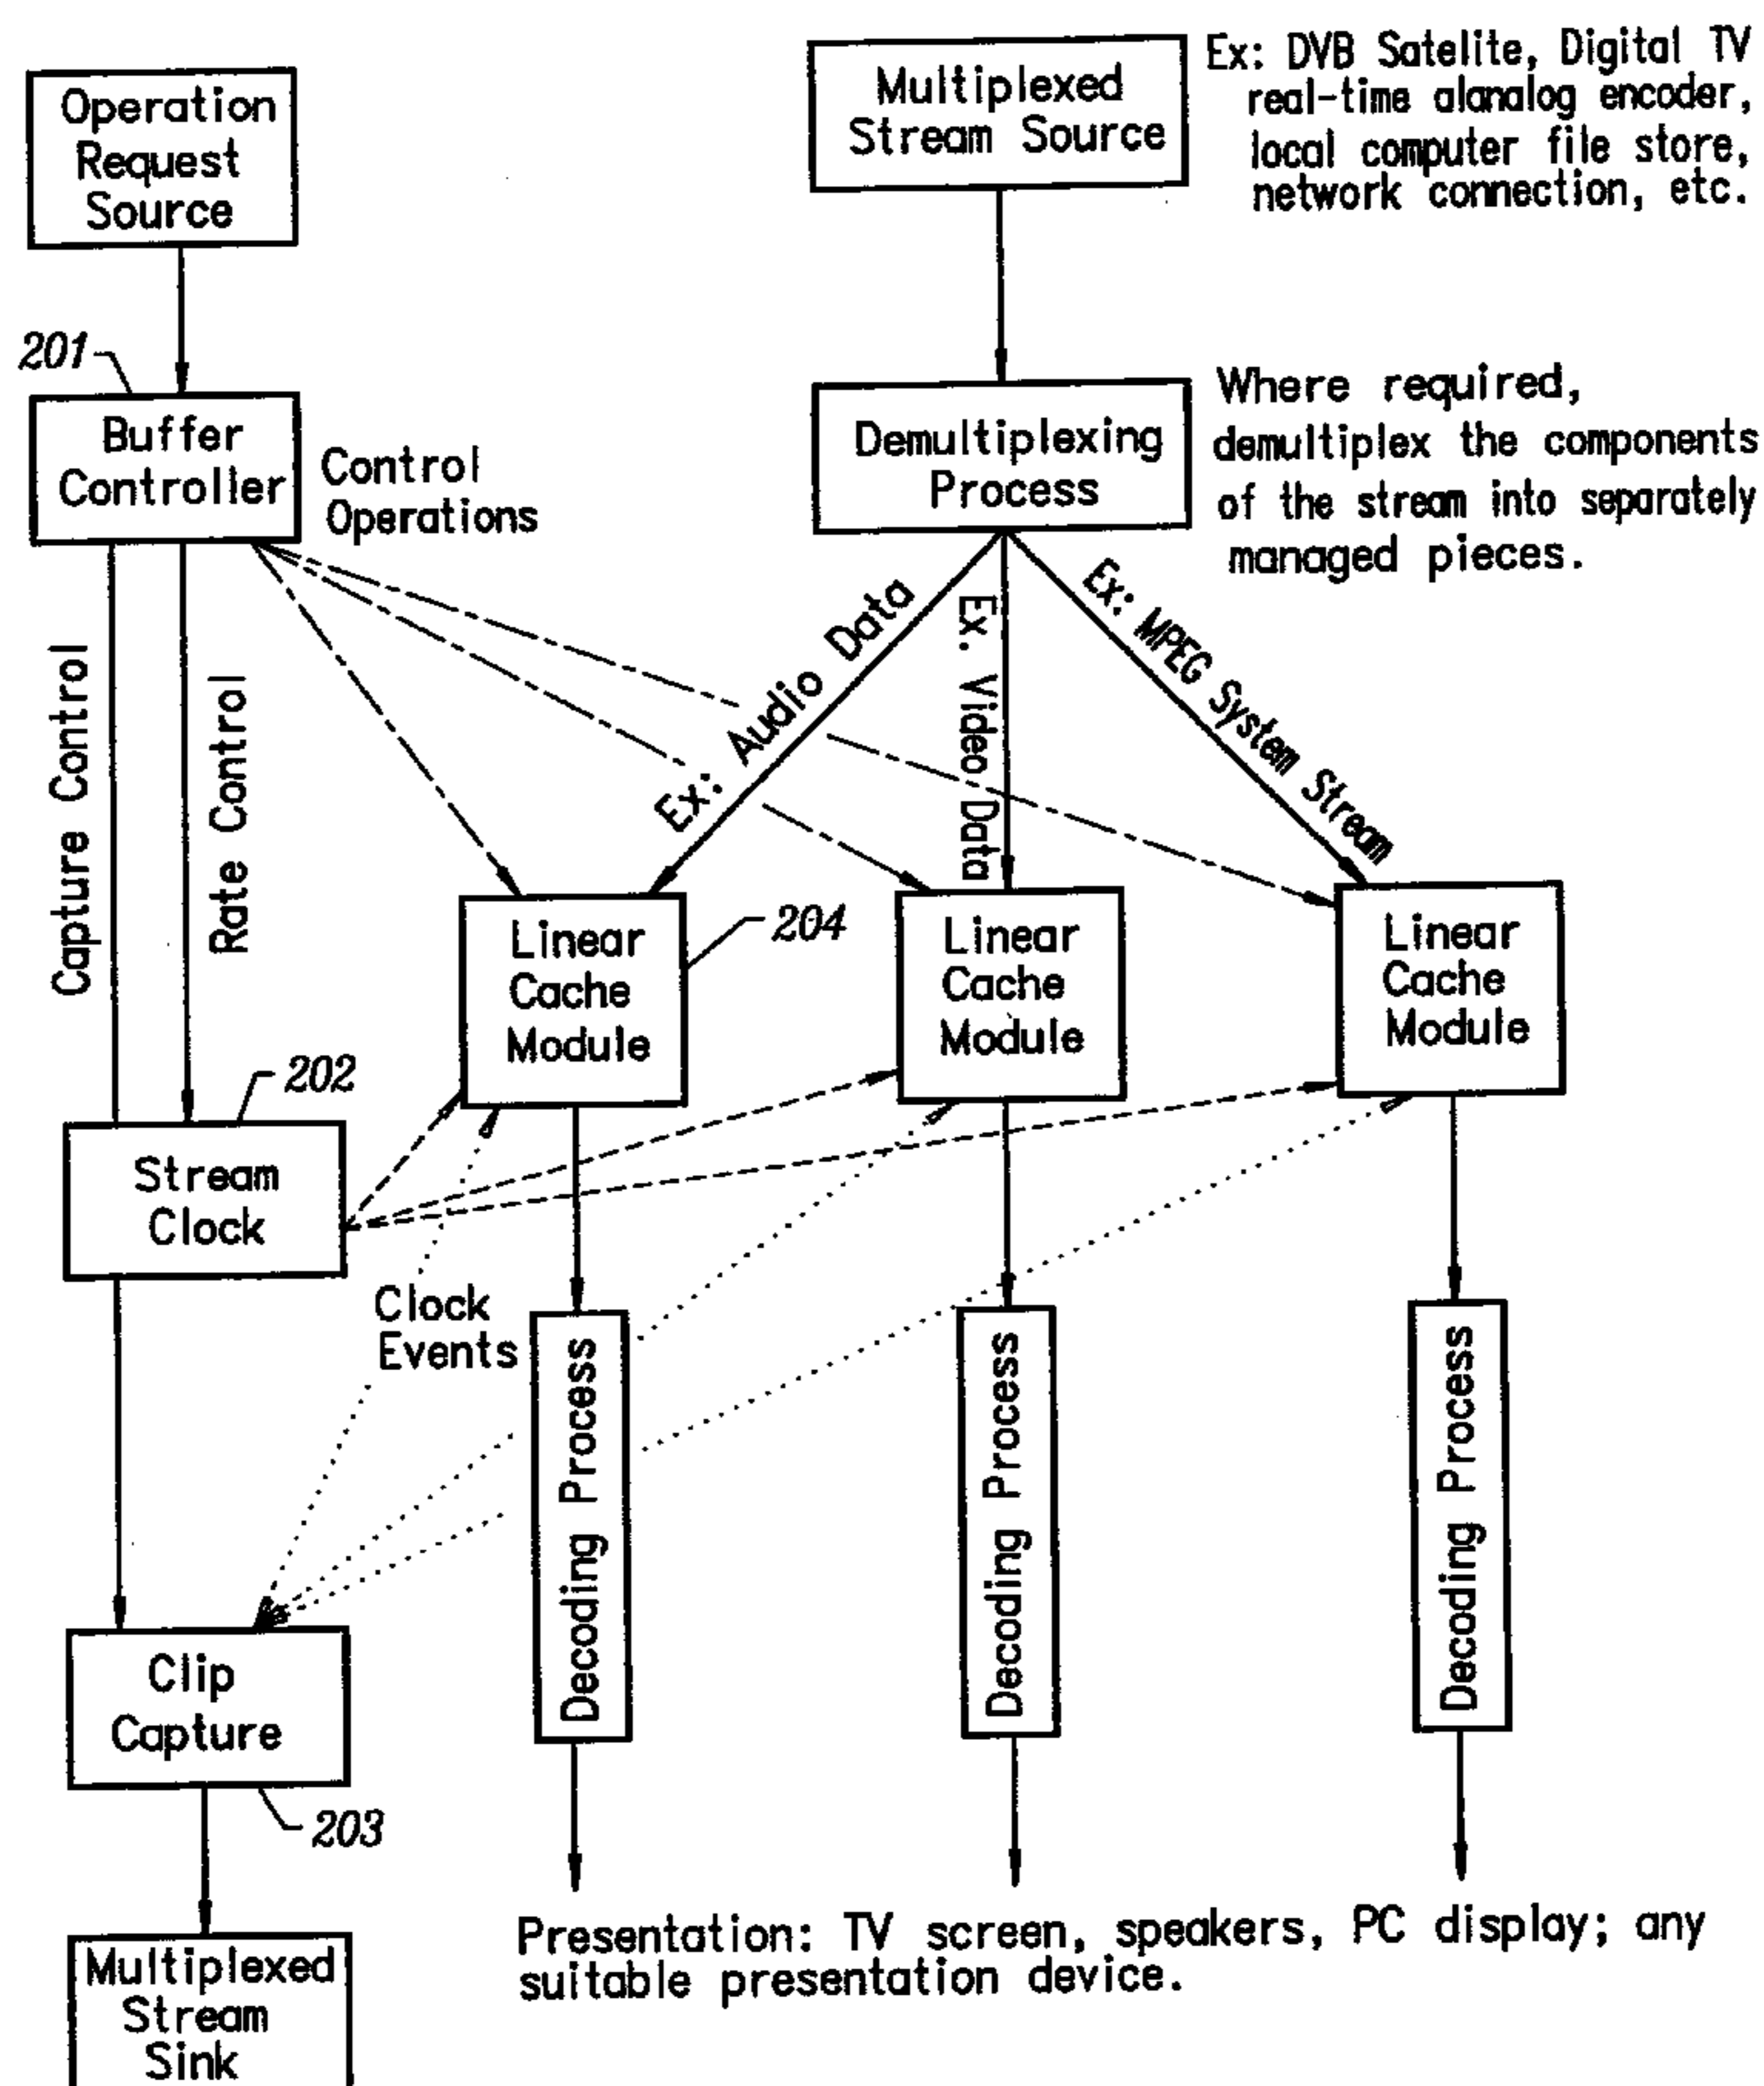 Operation
Request
Source
Multiplexed
Stream Source
Ex: DVB Satelite, Digital TV
real-time alanalog encoder,
local computer file store,
network connection, etc.
201
Buffer
Controller
Control
Operations
Demultiplexing
Process
Where required,
demultiplex the components
of the stream into separately
managed pieces.
Capture Control
Rate Control
Ex: Audio Data
Ex. Video Data
Ex: MPEG System Stream
Linear
Cache
Module
204
Linear
Cache
Module
Linear
Cache
Module
202
Stream
Clock
Clock
Events
Decoding Process
Decoding Process
Decoding Process
Clip
Capture
203
Multiplexed
Stream
Sink
Presentation: TV screen, speakers, PC display; any
suitable presentation device.